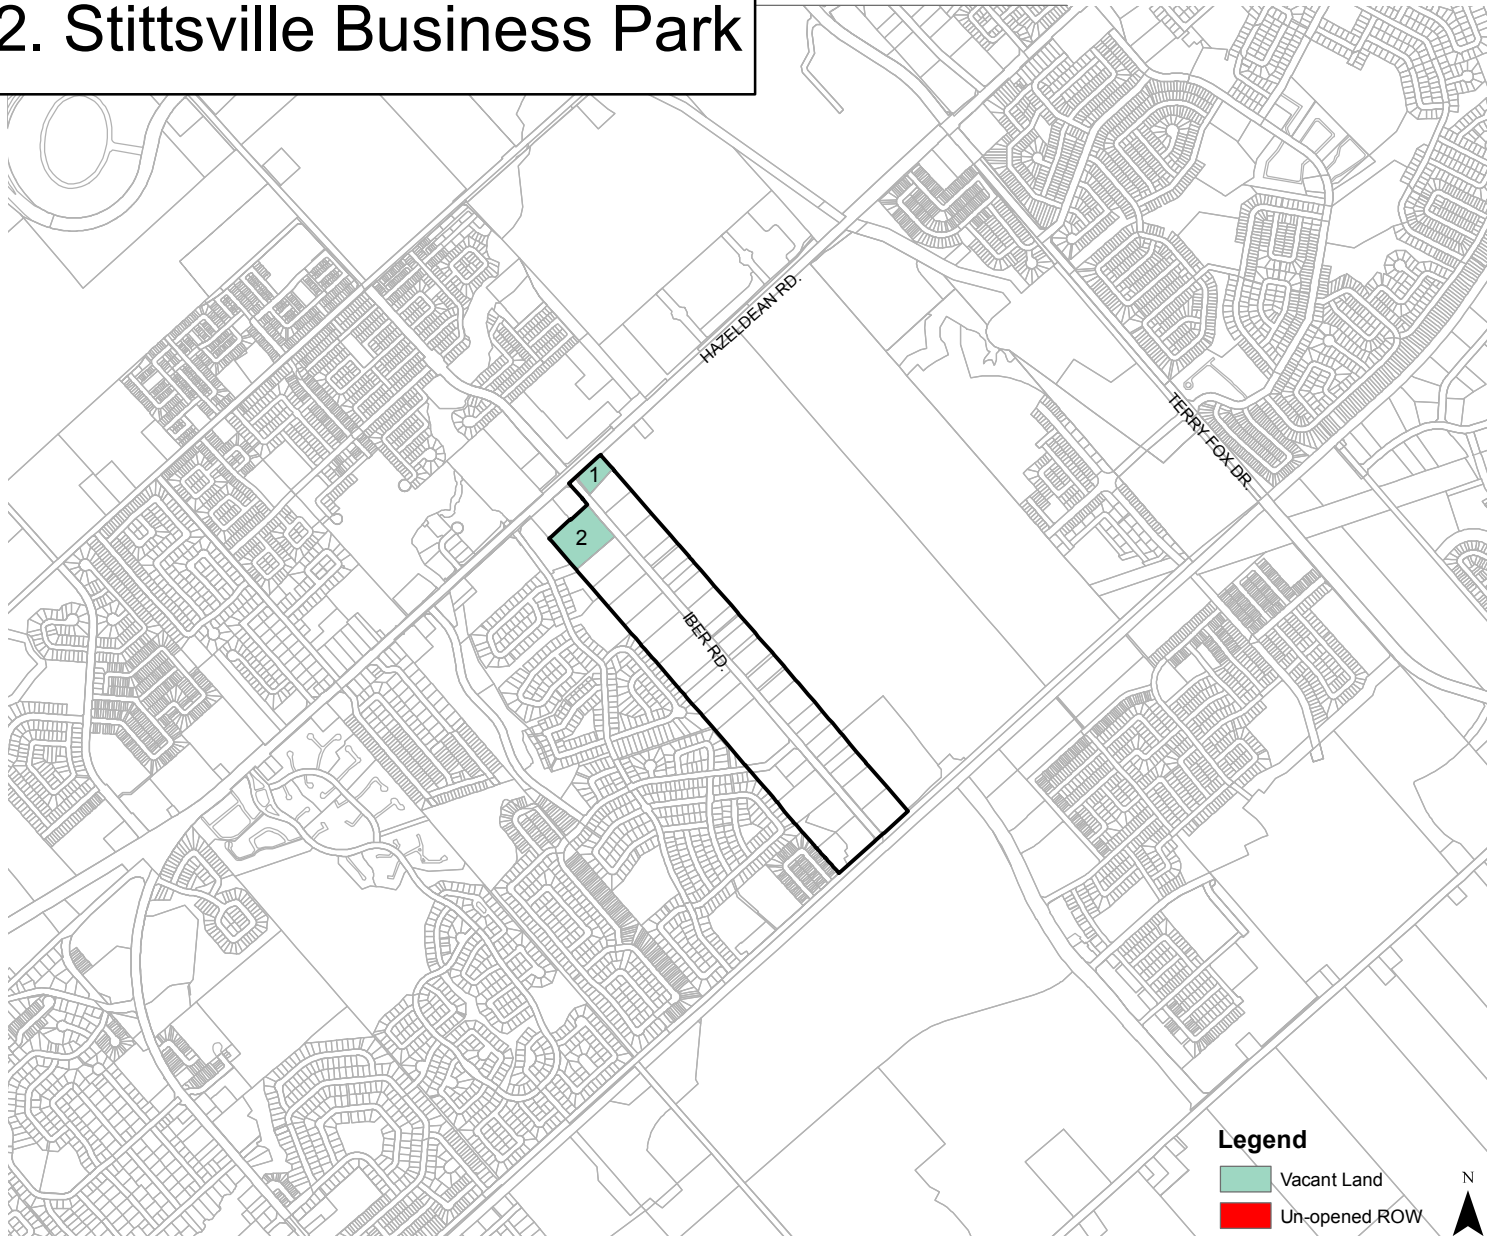 2. Stittsville Business Park
HAZELDEAN RD.
TERRY FOX DR.
1
2
IBER RD.
Legend
Vacant Land
Un-opened ROW
N